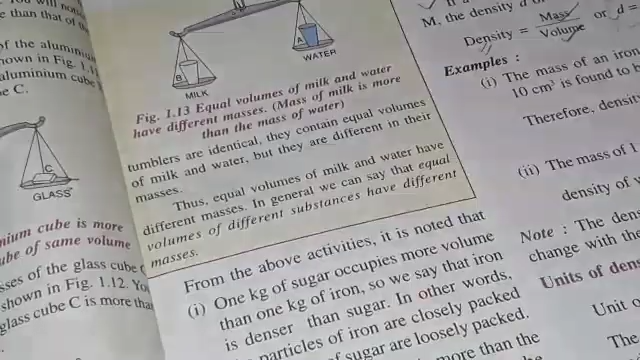 than that of
of the aluminiu
own in Fig. 1.1
aluminium cube
e C.
C
GLASS
nium cube is more
ube of same volume
sses of the glass cube
shown in Fig. 1.12. Yo
glass cube C is more tha
B
MILK
A
WATER
Fig. 1.13 Equal volumes of milk and water
have different masses. (Mass of milk is more
than the mass of water)
tumblers are identical, they contain equal volumes
of milk and water, but they are different in their
masses.
Thus, equal volumes of milk and water have
different masses. In general we can say that equal
volumes of different substances have different
masses.
From the above activities, it is noted that
(i) One kg of sugar occupies more volume
than one kg of iron, so we say that iron
is denser than sugar. In other words,
particles of iron are closely packed
of sugar are loosely packed.
more than the
M, the density
Density = Mass / Volume or d =
Examples :
(i) The mass of an iron
10 cm³ is found to b
Therefore, densit
(ii) The mass of 1
density of
Note : The den
change with the
Units of dens
Unit o